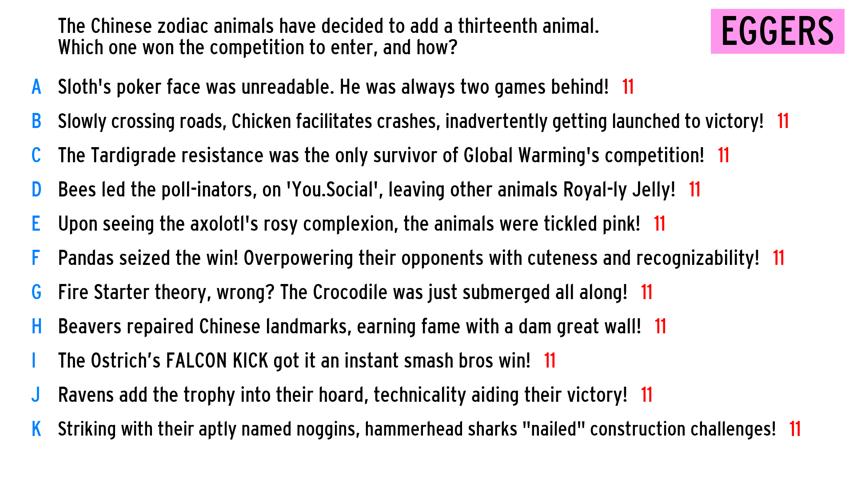 The Chinese zodiac animals have decided to add a thirteenth animal.
Which one won the competition to enter, and how?
EGGERS
A Sloth's poker face was unreadable. He was always two games behind! 11
B Slowly crossing roads, Chicken facilitates crashes, inadvertently getting launched to victory! 11
C The Tardigrade resistance was the only survivor of Global Warming's competition! 11
D Bees led the poll-inators, on 'You.Social', leaving other animals Royal-ly Jelly! 11
E Upon seeing the axolotl's rosy complexion, the animals were tickled pink! 11
F Pandas seized the win! Overpowering their opponents with cuteness and recognizability! 11
G Fire Starter theory, wrong? The Crocodile was just submerged all along! 11
H Beavers repaired Chinese landmarks, earning fame with a dam great wall! 11
I The Ostrich’s FALCON KICK got it an instant smash bros win! 11
J Ravens add the trophy into their hoard, technicality aiding their victory! 11
K Striking with their aptly named noggins, hammerhead sharks "nailed" construction challenges! 11